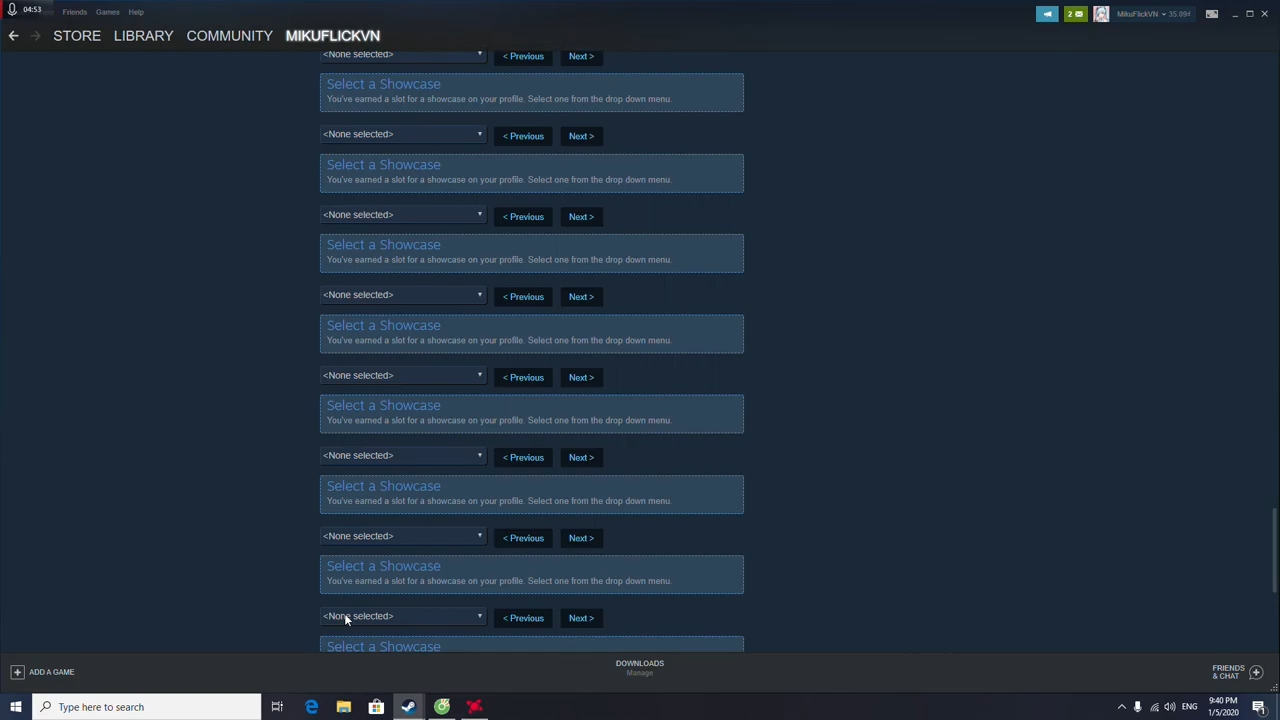 04:53
Friends Games Help
2
MikuFlickVN 35.09₫
STORE LIBRARY COMMUNITY MIKUFLICKVN
<None selected> < Previous Next >
Select a Showcase
You've earned a slot for a showcase on your profile. Select one from the drop down menu.
<None selected> < Previous Next >
Select a Showcase
You've earned a slot for a showcase on your profile. Select one from the drop down menu.
<None selected> < Previous Next >
Select a Showcase
You've earned a slot for a showcase on your profile. Select one from the drop down menu.
<None selected> < Previous Next >
Select a Showcase
You've earned a slot for a showcase on your profile. Select one from the drop down menu.
<None selected> < Previous Next >
Select a Showcase
You've earned a slot for a showcase on your profile. Select one from the drop down menu.
<None selected> < Previous Next >
Select a Showcase
You've earned a slot for a showcase on your profile. Select one from the drop down menu.
<None selected> < Previous Next >
Select a Showcase
You've earned a slot for a showcase on your profile. Select one from the drop down menu.
<None selected> < Previous Next >
Select a Showcase
ADD A GAME
DOWNLOADS
Manage
FRIENDS
& CHAT
Type here to search
ENG
9:40 PM
1/5/2020
1